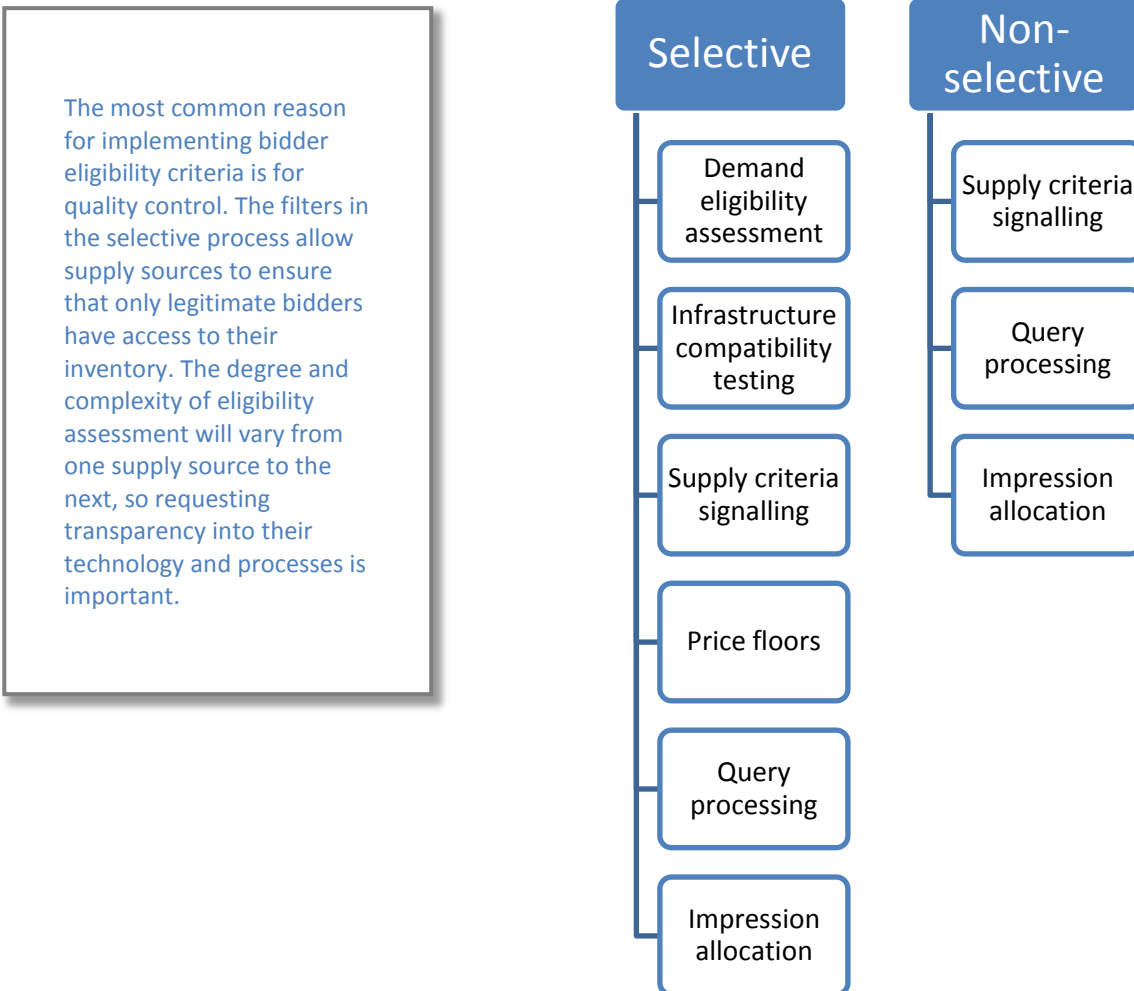 The most common reason
for implementing bidder
eligibility criteria is for
quality control. The filters in
the selective process allow
supply sources to ensure
that only legitimate bidders
have access to their
inventory. The degree and
complexity of eligibility
assessment will vary from
one supply source to the
next, so requesting
transparency into their
technology and processes is
important.
Selective
Demand
eligibility
assessment
Infrastructure
compatibility
testing
Supply criteria
signalling
Price floors
Query
processing
Impression
allocation
Non-
selective
Supply criteria
signalling
Query
processing
Impression
allocation